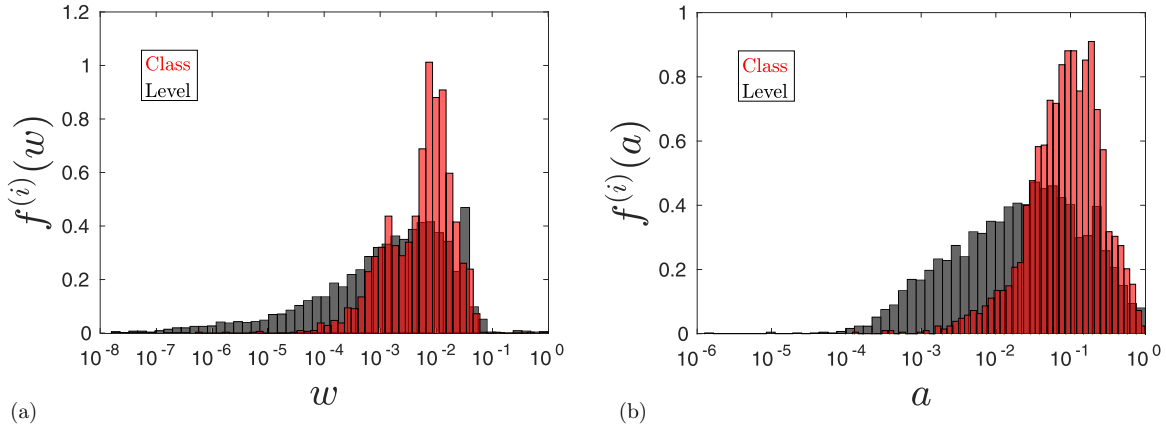 1.2
1
0.8
0.6
0.4
0.2
0
f^{(i)}(w)
Class
Level
10^{-8} 10^{-7} 10^{-6} 10^{-5} 10^{-4} 10^{-3} 10^{-2} 10^{-1} 10^{0}
w
(a)
1
0.8
0.6
0.4
0.2
0
f^{(i)}(a)
Class
Level
10^{-6} 10^{-5} 10^{-4} 10^{-3} 10^{-2} 10^{-1} 10^{0}
a
(b)